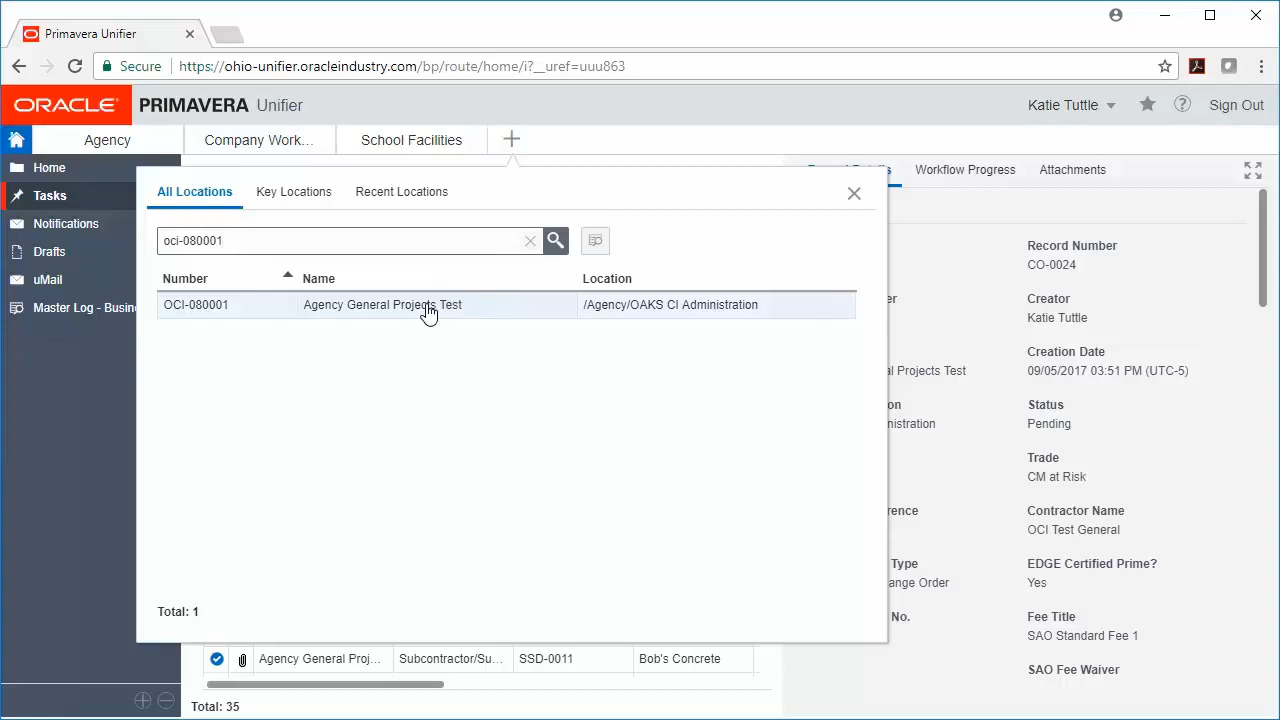 Primavera Unifier
Secure
https://ohio-unifier.oracleindustry.com/bp/route/home/i?__uref=uuu863
ORACLE PRIMAVERA Unifier
Katie Tuttle
Sign Out
Agency
Company Work...
School Facilities
Home
Tasks
Notifications
Drafts
uMail
Master Log - Busin
All Locations
Key Locations
Recent Locations
oci-080001
Number Name Location
OCI-080001 Agency General Projects Test /Agency/OAKS CI Administration
Total: 1
Workflow Progress
Attachments
Record Number
CO-0024
Creator
Katie Tuttle
Creation Date
Projects Test
09/05/2017 03:51 PM (UTC-5)
Status
Pending
Trade
CM at Risk
Contractor Name
OCI Test General
Type
EDGE Certified Prime?
Order
Yes
No.
Fee Title
SAO Standard Fee 1
SAO Fee Waiver
Agency General Proj... Subcontractor/Su... SSD-0011 Bob's Concrete
Total: 35